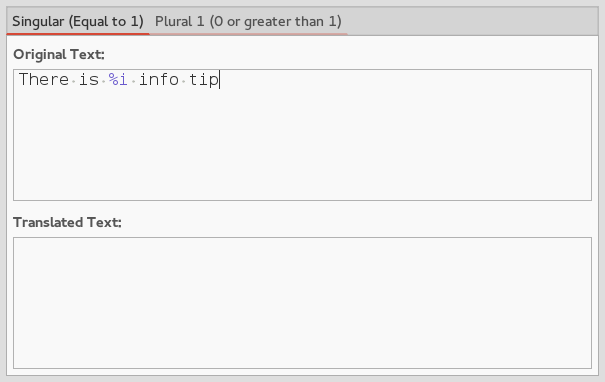 Singular (Equal to 1) Plural 1 (0 or greater than 1)
Original Text:
There·is·%i·info·tip
Translated Text: